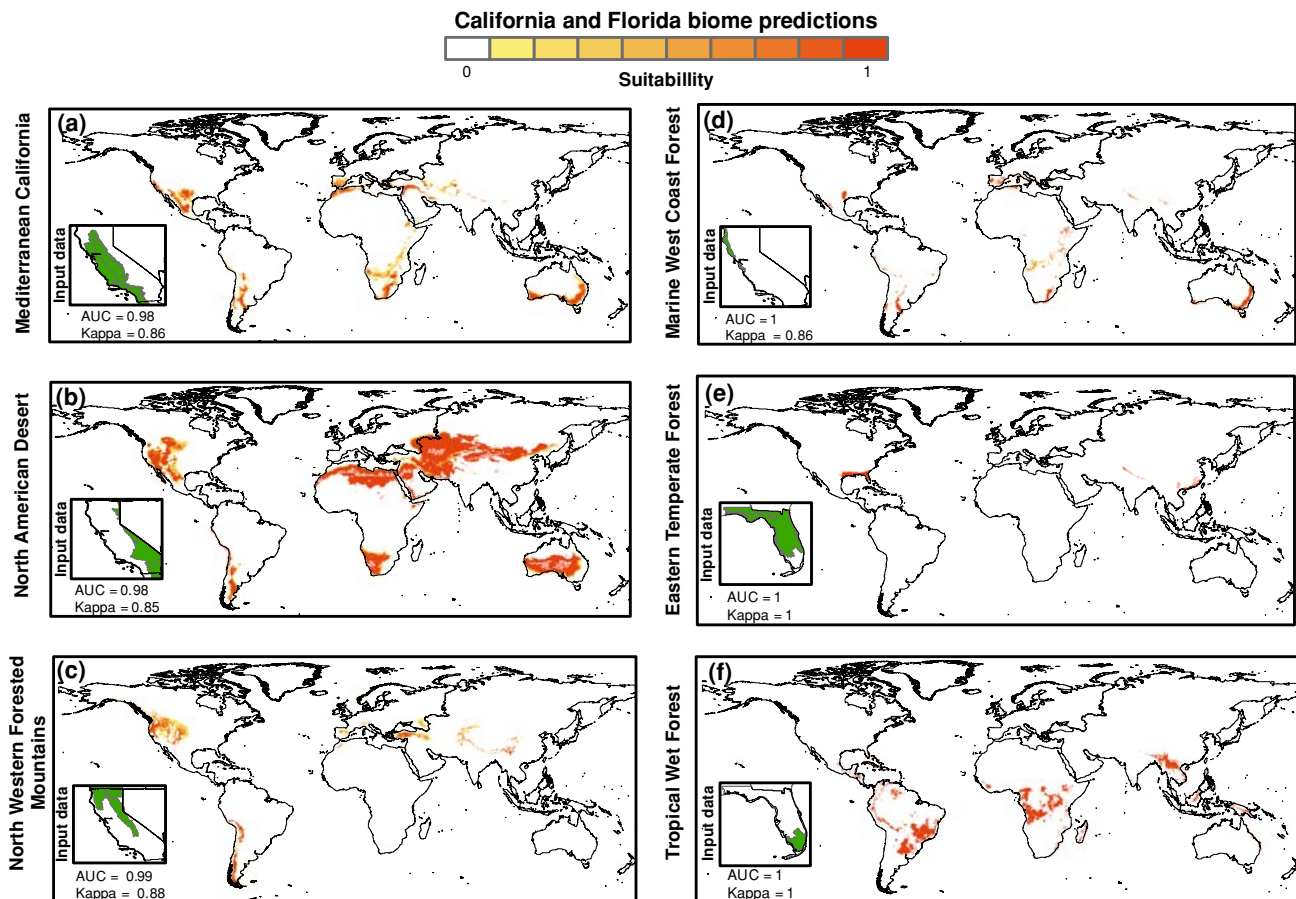 California and Florida biome predictions
0
1
Suitabillity
Mediterranean California
(a)
Input data
AUC = 0.98
Kappa = 0.86
Marine West Coast Forest
(d)
Input data
AUC = 1
Kappa = 0.86
North American Desert
(b)
Input data
AUC = 0.98
Kappa = 0.85
Eastern Temperate Forest
(e)
Input data
AUC = 1
Kappa = 1
North Western Forested
Mountains
(c)
Input data
AUC = 0.99
Kappa = 0.88
Tropical Wet Forest
(f)
Input data
AUC = 1
Kappa = 1